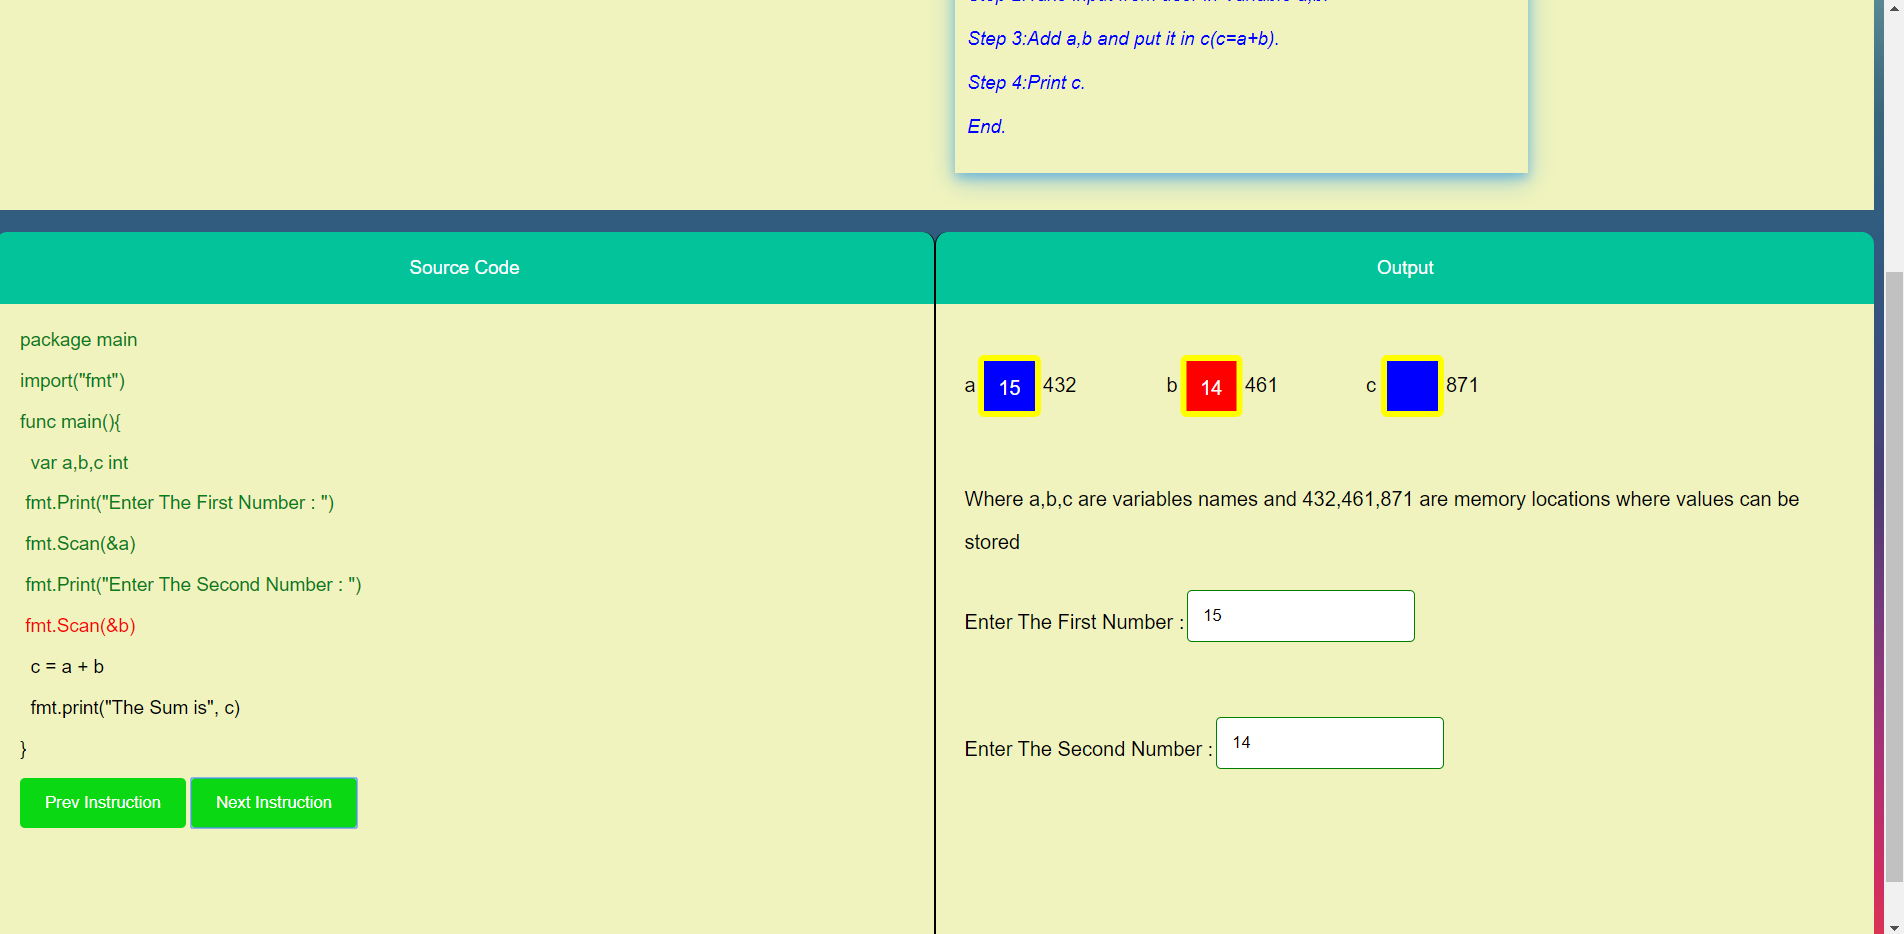 Step 3:Add a,b and put it in c(c=a+b).
Step 4:Print c.
End.
Source Code
package main
import("fmt")
func main(){
var a,b,c int
fmt.Print("Enter The First Number : ")
fmt.Scan(&a)
fmt.Print("Enter The Second Number : ")
fmt.Scan(&b)
c = a + b
fmt.print("The Sum is", c)
}
Prev Instruction Next Instruction
Output
a 15 432 b 14 461 c 871
Where a,b,c are variables names and 432,461,871 are memory locations where values can be
stored
Enter The First Number : 15
Enter The Second Number : 14